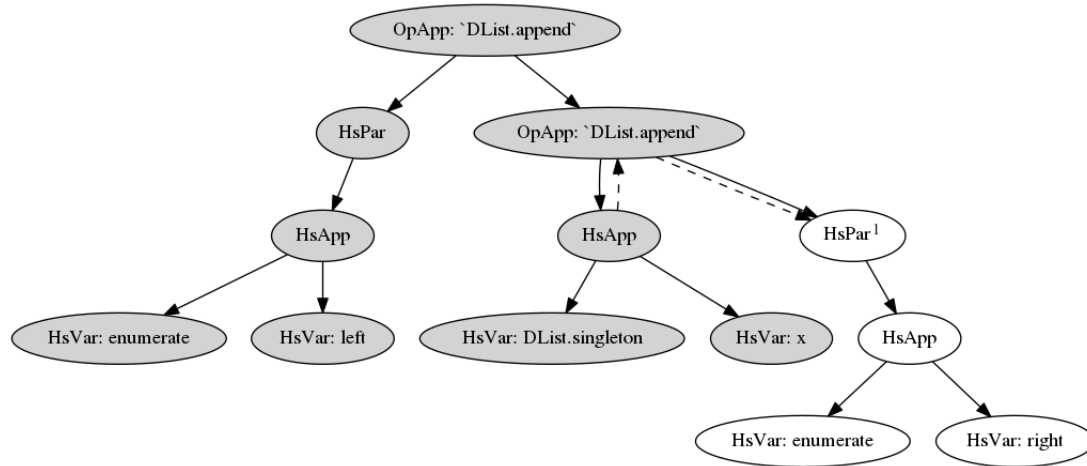 OpApp: `DList.append`
HsPar
OpApp: `DList.append`
HsApp
HsApp
HsPar¹
HsVar: enumerate
HsVar: left
HsVar: DList.singleton
HsVar: x
HsApp
HsVar: enumerate
HsVar: right